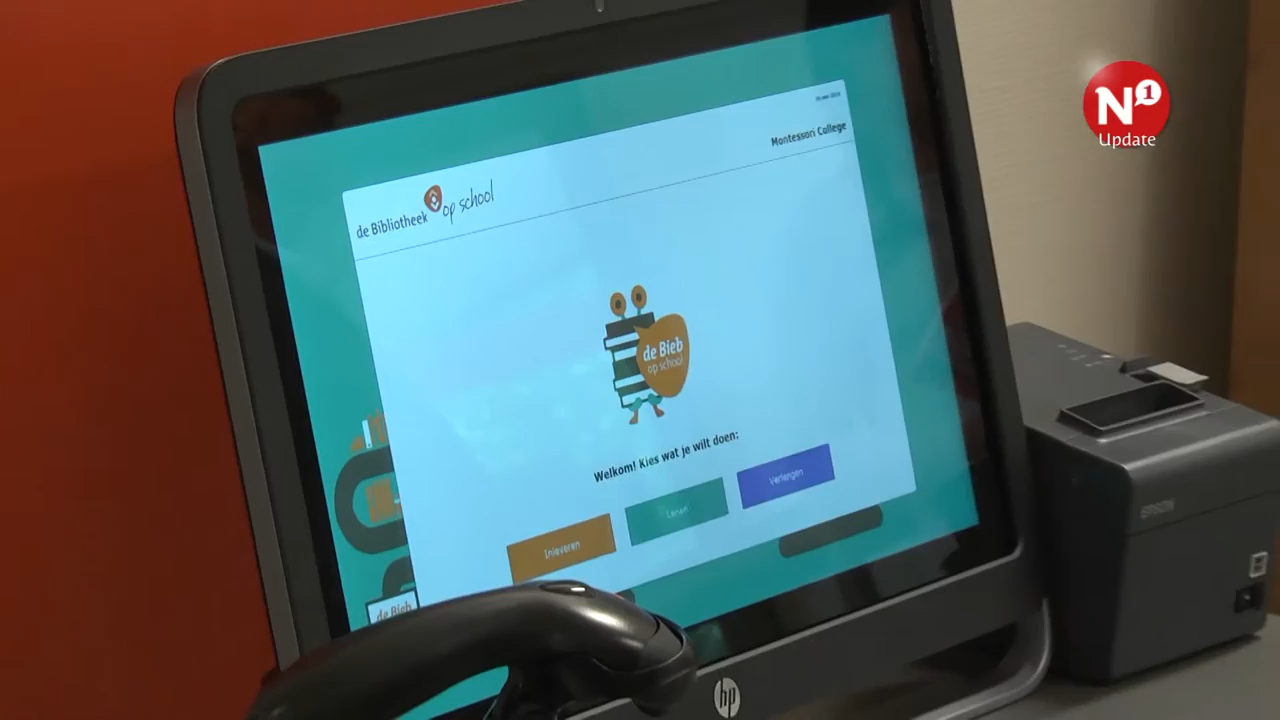 N1
Update
Montessori College
de Bibliotheek op school
de Bieb
op school
Welkom! Kies wat je wilt doen:
Inleveren
Lenen
Verlengen
de Bieb
EPSON
hp